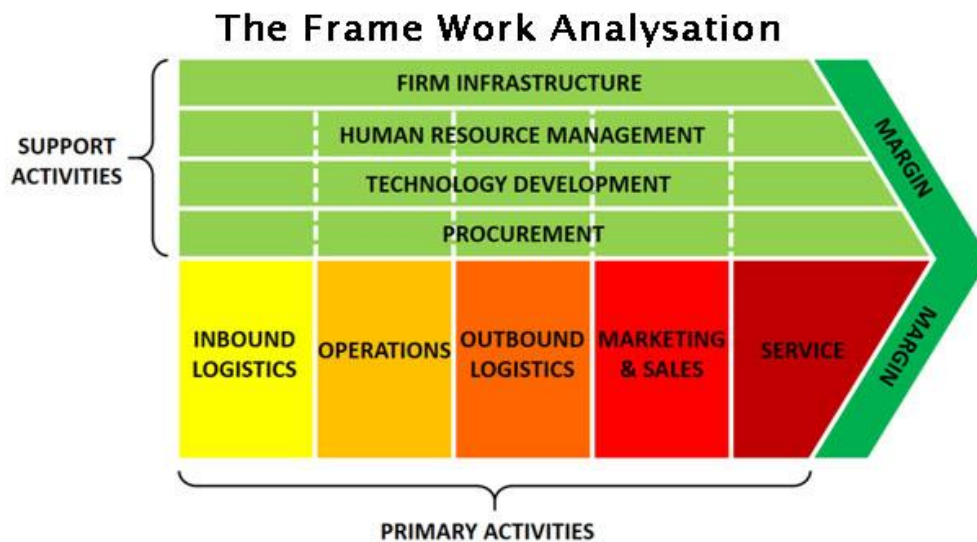 The Frame Work Analysation
SUPPORT
ACTIVITIES
FIRM INFRASTRUCTURE
HUMAN RESOURCE MANAGEMENT
TECHNOLOGY DEVELOPMENT
PROCUREMENT
MARGIN
INBOUND
LOGISTICS
OPERATIONS
OUTBOUND
LOGISTICS
MARKETING
& SALES
SERVICE
MARGIN
PRIMARY ACTIVITIES